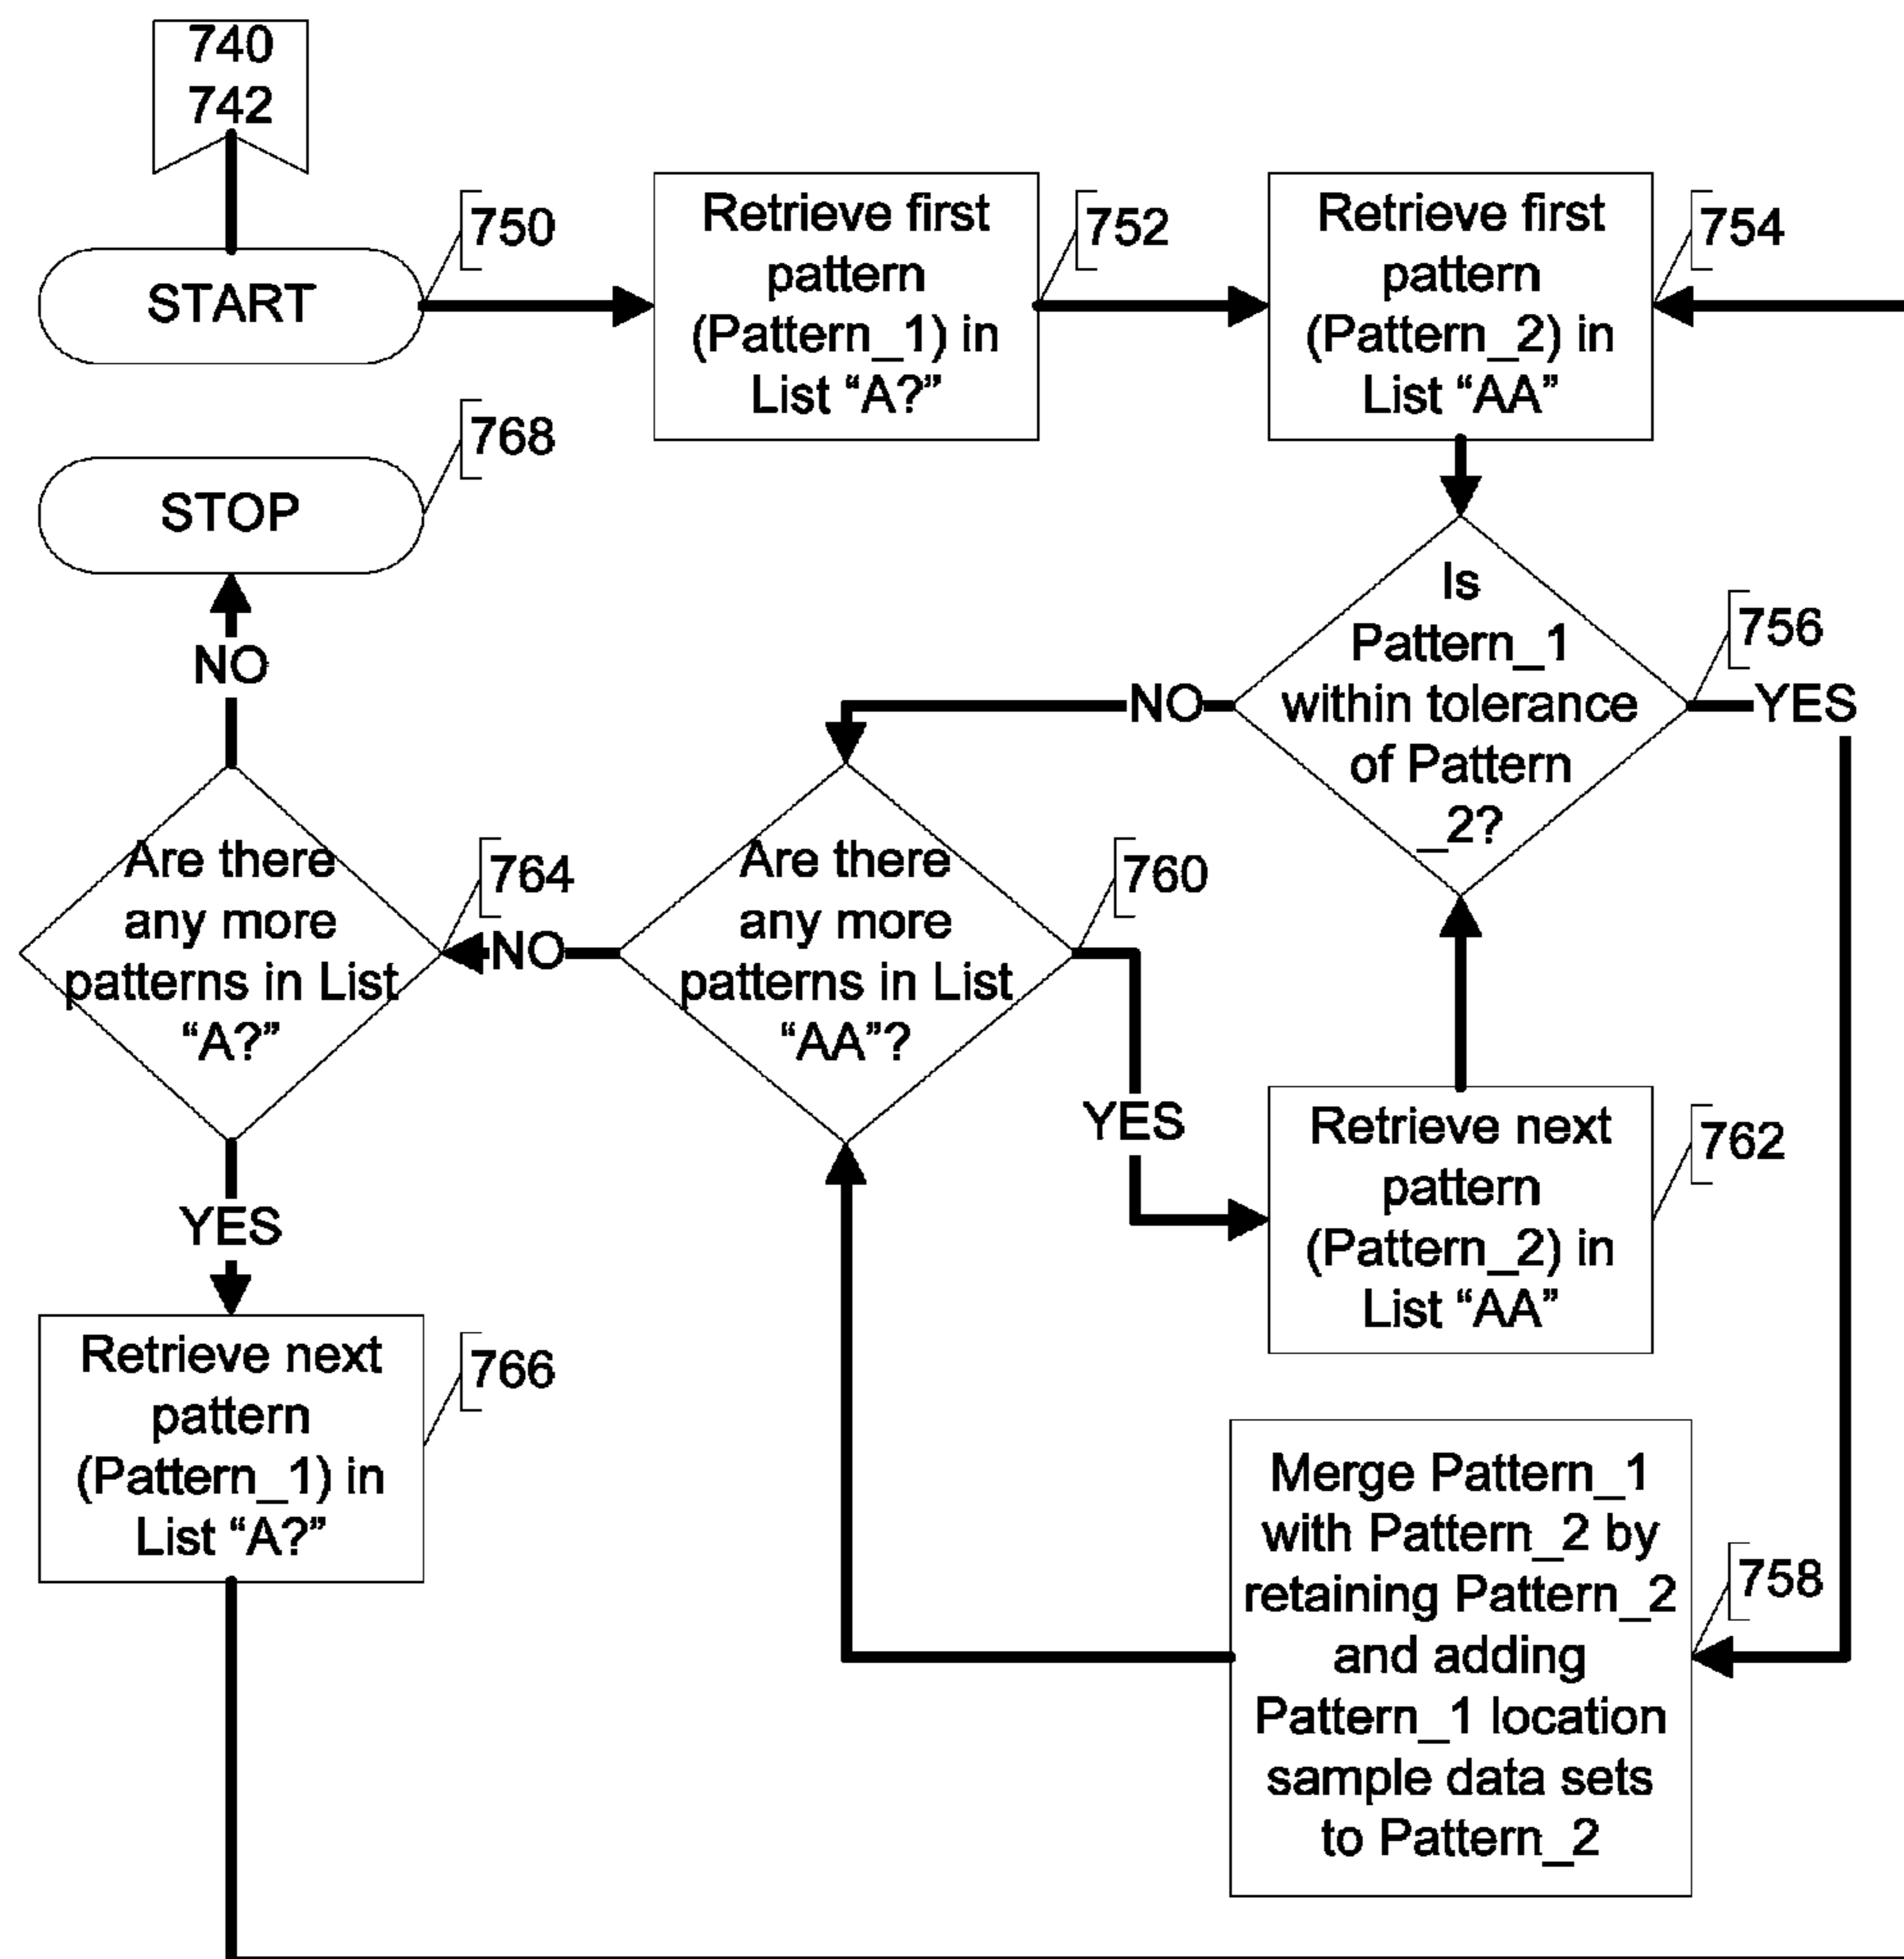 740
742
START
750
Retrieve first
pattern
(Pattern_1) in
List “A?”
752
Retrieve first
pattern
(Pattern_2) in
List “AA”
754
STOP
768
Is
Pattern_1
within tolerance
of Pattern
_2?
756
NO
YES
NO
Are there
any more
patterns in List
“A?”
764
NO
Are there
any more
patterns in List
“AA”?
760
YES
Retrieve next
pattern
(Pattern_2) in
List “AA”
762
YES
Retrieve next
pattern
(Pattern_1) in
List “A?”
766
Merge Pattern_1
with Pattern_2 by
retaining Pattern_2
and adding
Pattern_1 location
sample data sets
to Pattern_2
758